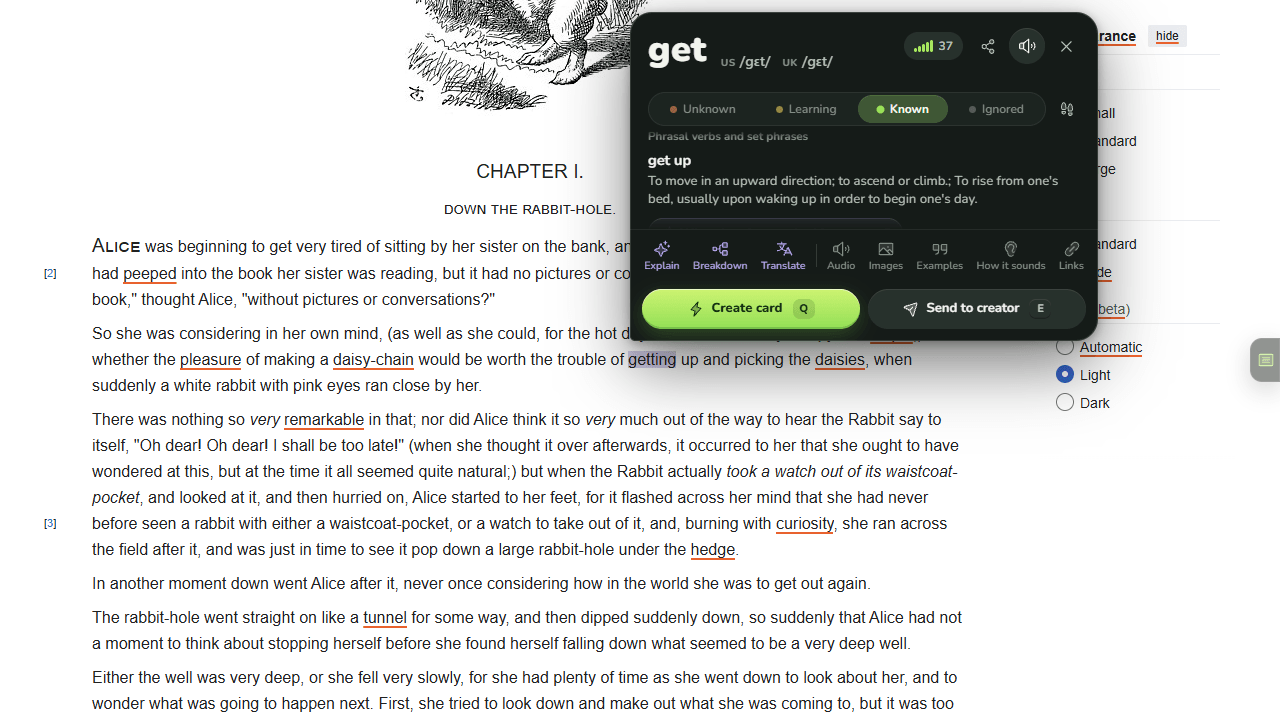 get
US /gɛt/ UK /gɛt/
37
Unknown
Learning
Known
Ignored
Phrasal verbs and set phrases
get up
To move in an upward direction; to ascend or climb.; To rise from one's
bed, usually upon waking up in order to begin one's day.
Explain
Breakdown
Translate
Audio
Images
Examples
How it sounds
Links
Create card Q
Send to creator E
hide
Automatic
Light
Dark
CHAPTER I.
DOWN THE RABBIT-HOLE.
ALICE was beginning to get very tired of sitting by her sister on the bank,
[2]
had peeped into the book her sister was reading, but it had no pictures or
book," thought Alice, "without pictures or conversations?"
So she was considering in her own mind, (as well as she could, for the hot
whether the pleasure of making a daisy-chain would be worth the trouble of getting up and picking the daisies, when
suddenly a white rabbit with pink eyes ran close by her.
There was nothing so very remarkable in that; nor did Alice think it so very much out of the way to hear the Rabbit say to
itself, "Oh dear! Oh dear! I shall be too late!" (when she thought it over afterwards, it occurred to her that she ought to have
wondered at this, but at the time it all seemed quite natural;) but when the Rabbit actually took a watch out of its waistcoat-
pocket, and looked at it, and then hurried on, Alice started to her feet, for it flashed across her mind that she had never
[3]
before seen a rabbit with either a waistcoat-pocket, or a watch to take out of it, and, burning with curiosity, she ran across
the field after it, and was just in time to see it pop down a large rabbit-hole under the hedge.
In another moment down went Alice after it, never once considering how in the world she was to get out again.
The rabbit-hole went straight on like a tunnel for some way, and then dipped suddenly down, so suddenly that Alice had not
a moment to think about stopping herself before she found herself falling down what seemed to be a very deep well.
Either the well was very deep, or she fell very slowly, for she had plenty of time as she went down to look about her, and to
wonder what was going to happen next. First, she tried to look down and make out what she was coming to, but it was too